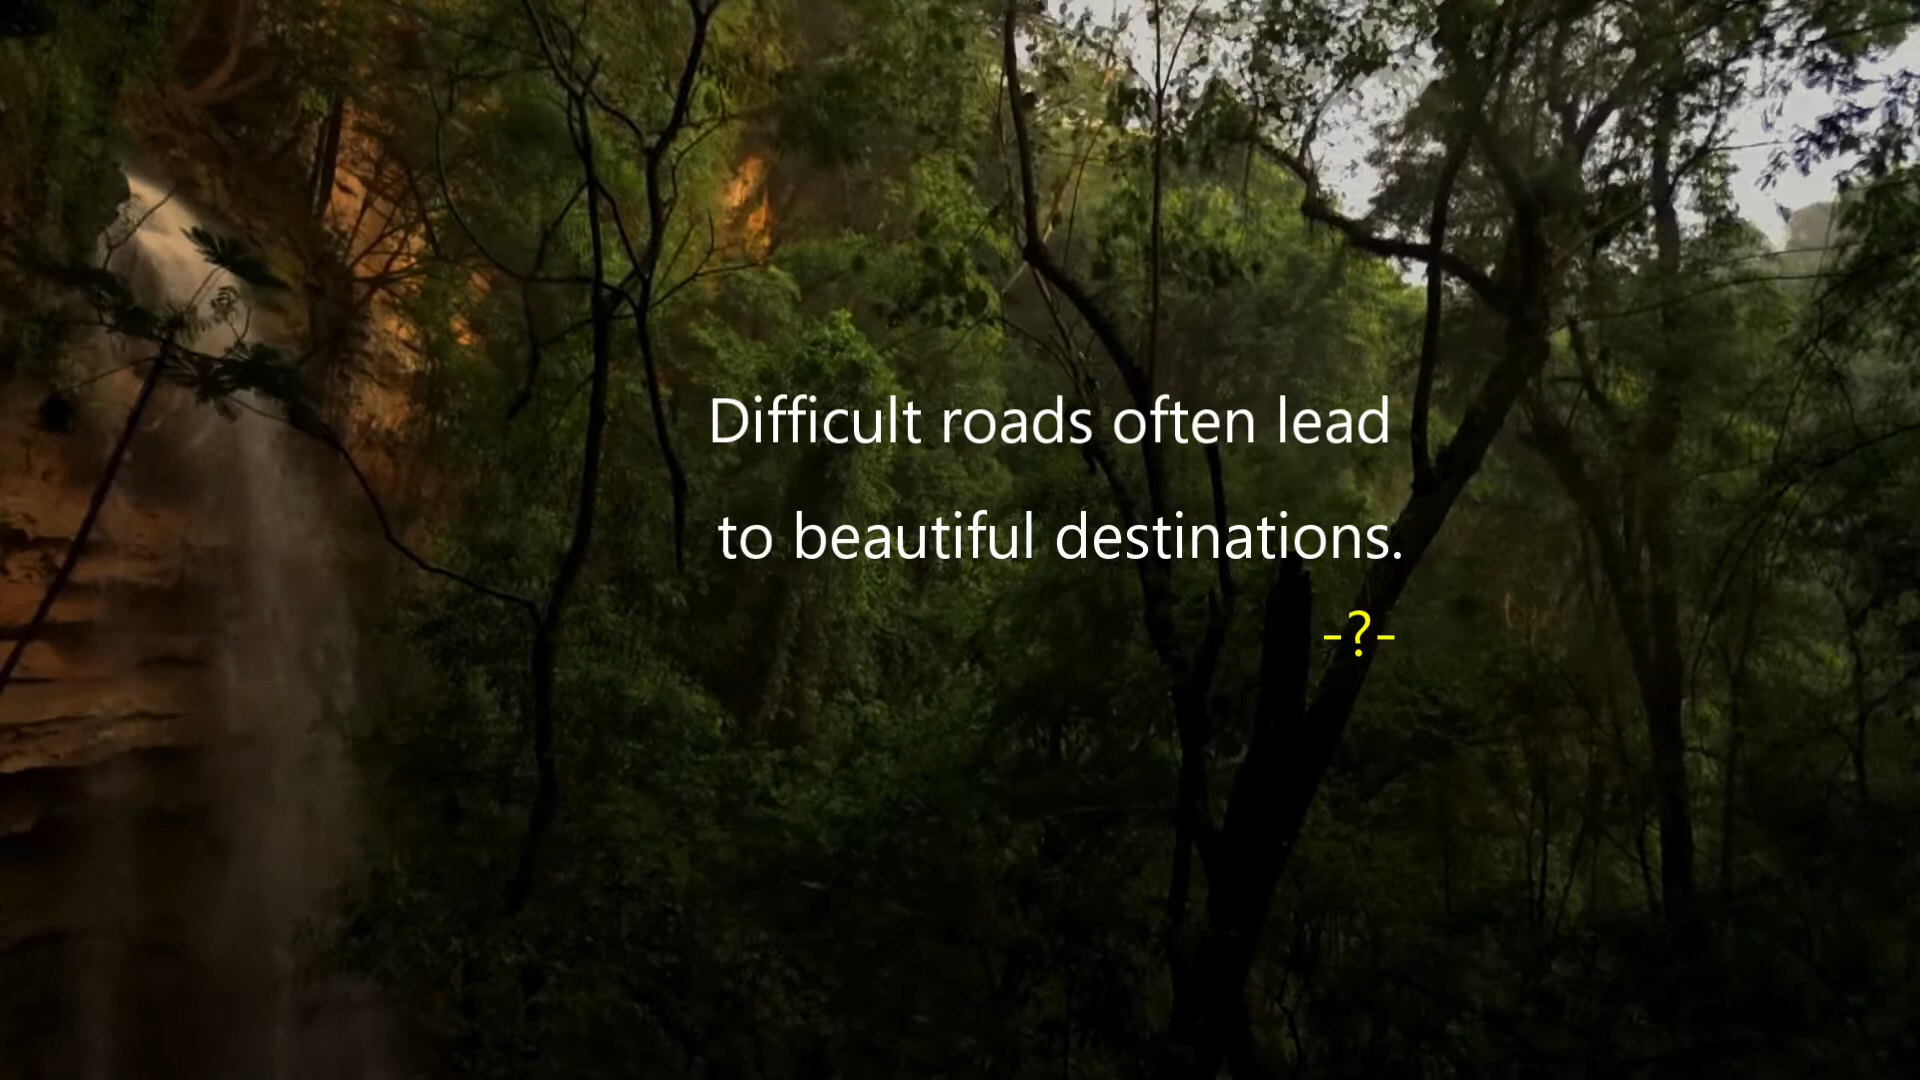 Difficult roads often lead
to beautiful destinations.
-?-